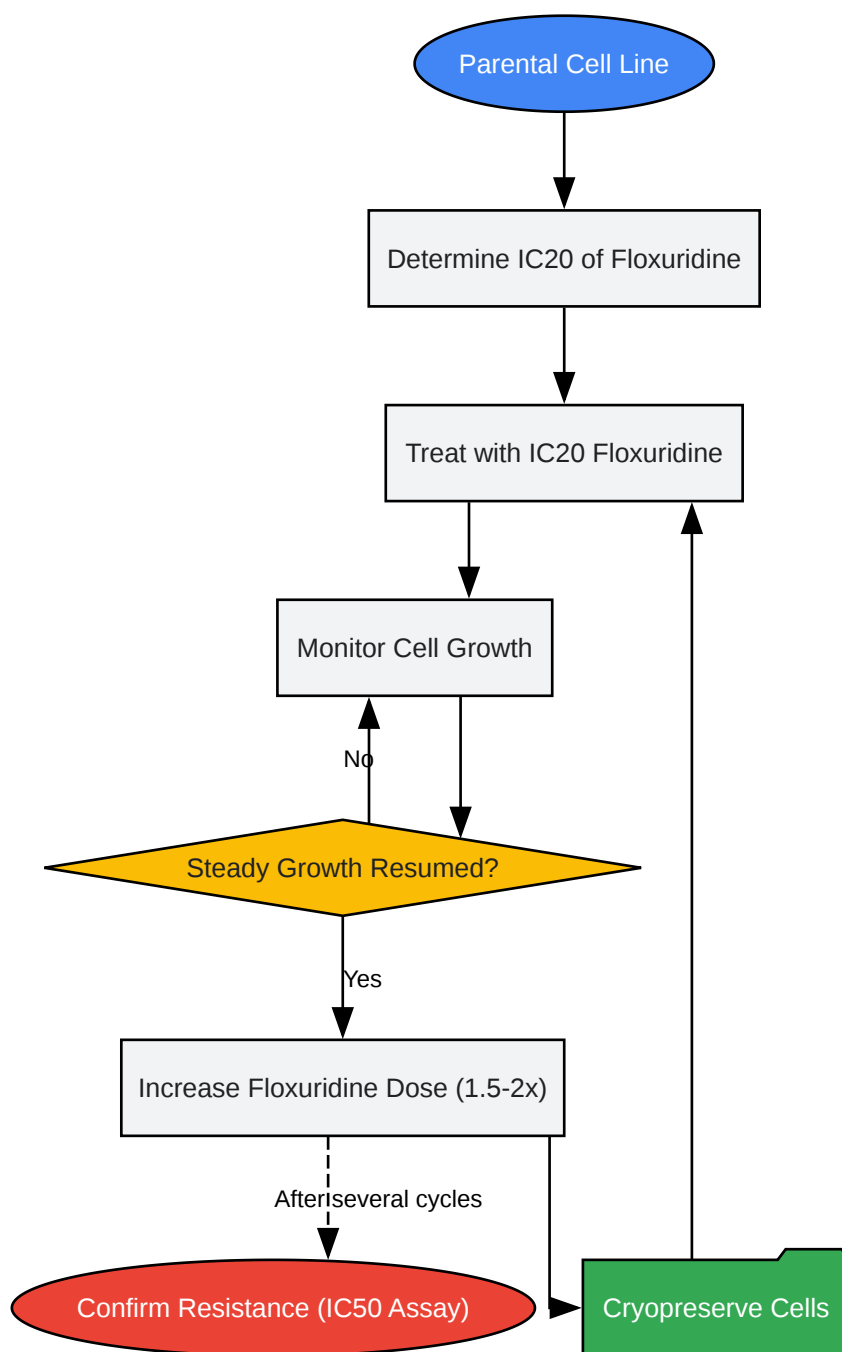 Parental Cell Line
Determine IC20 of Floxuridine
Treat with IC20 Floxuridine
Monitor Cell Growth
No
Steady Growth Resumed?
Yes
Increase Floxuridine Dose (1.5-2x)
After several cycles
Confirm Resistance (IC50 Assay)
Cryopreserve Cells